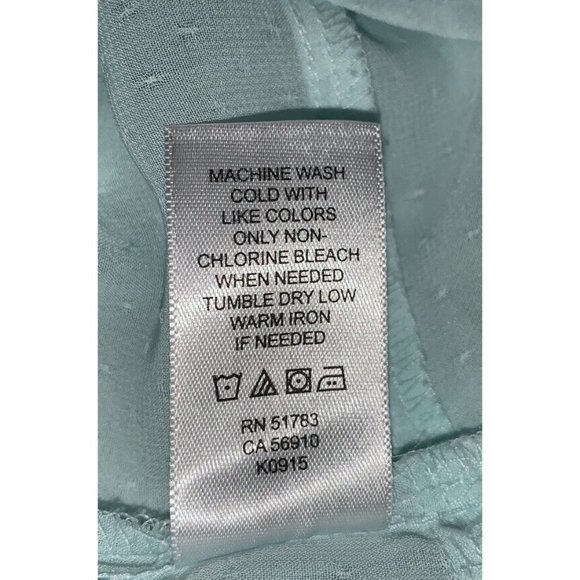 MACHINE WASH
COLD WITH
LIKE COLORS
ONLY NON-
CHLORINE BLEACH
WHEN NEEDED
TUMBLE DRY LOW
WARM IRON
IF NEEDED
RN 51783
CA 56910
K0915